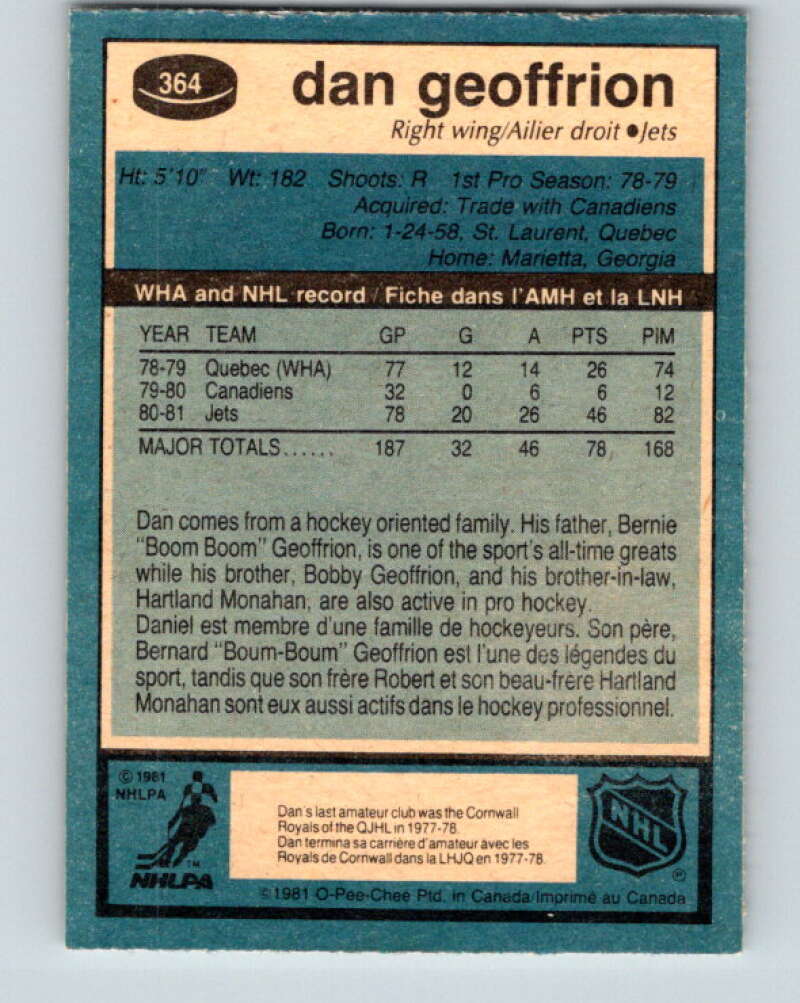 364
dan geoffrion
Right wing/Ailier droit ●Jets
Ht: 5'10" Wt: 182 Shoots: R 1st Pro Season: 78-79
Acquired: Trade with Canadiens
Born: 1-24-58, St. Laurent, Quebec
Home: Marietta, Georgia
WHA and NHL record / Fiche dans l'AMH et la LNH
YEAR TEAM GP G A PTS PIM
78-79 Quebec (WHA) 77 12 14 26 74
79-80 Canadiens 32 0 6 6 12
80-81 Jets 78 20 26 46 82
MAJOR TOTALS...... 187 32 46 78 168
Dan comes from a hockey oriented family. His father, Bernie
"Boom Boom" Geoffrion, is one of the sport's all-time greats
while his brother, Bobby Geoffrion, and his brother-in-law,
Hartland Monahan, are also active in pro hockey.
Daniel est membre d'une famille de hockeyeurs. Son père,
Bernard "Boum-Boum" Geoffrion est l'une des légendes du
sport, tandis que son frère Robert et son beau-frère Hartland
Monahan sont eux aussi actifs dans le hockey professionnel.
© 1981
NHLPA
TM
NHLPA
Dan's last amateur club was the Cornwall
Royals of the QJHL in 1977-78.
Dan termina sa carrière d'amateur avec les
Royals de Cornwall dans la LHJQ en 1977-78.
NHL
®
© 1981 O-Pee-Chee Ptd. in Canada/Imprimé au Canada